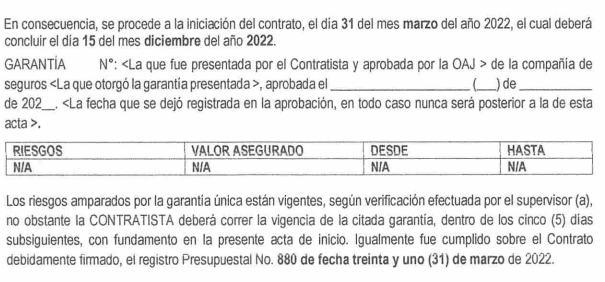 En consecuencia, se procede a la iniciación del contrato, el día 31 del mes marzo del año 2022, el cual deberá
concluir el día 15 del mes diciembre del año 2022.
GARANTÍA N°: <La que fue presentada por el Contratista y aprobada por la OAJ > de la compañía de
seguros <La que otorgó la garantía presentada >, aprobada el ____________________ (___) de __________
de 202__. <La fecha que se dejó registrada en la aprobación, en todo caso nunca será posterior a la de esta
acta >.
RIESGOS VALOR ASEGURADO DESDE HASTA
N/A N/A N/A N/A
Los riesgos amparados por la garantía única están vigentes, según verificación efectuada por el supervisor (a),
no obstante la CONTRATISTA deberá correr la vigencia de la citada garantía, dentro de los cinco (5) días
subsiguientes, con fundamento en la presente acta de inicio. Igualmente fue cumplido sobre el Contrato
debidamente firmado, el registro Presupuestal No. 880 de fecha treinta y uno (31) de marzo de 2022.